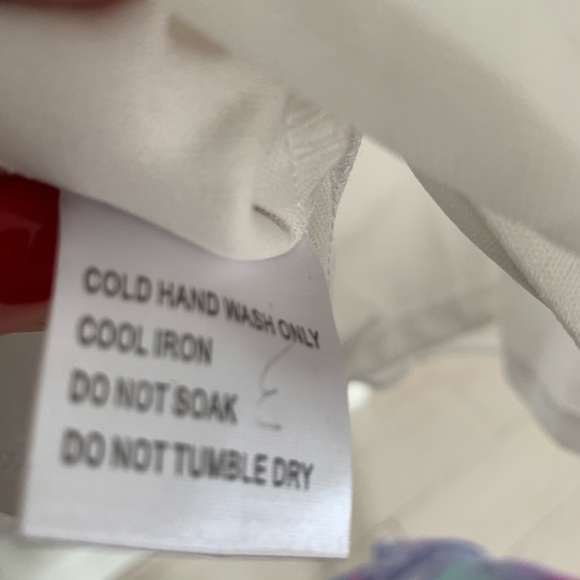 COLD HAND WASH ONLY
COOL IRON
DO NOT SOAK
DO NOT TUMBLE DRY